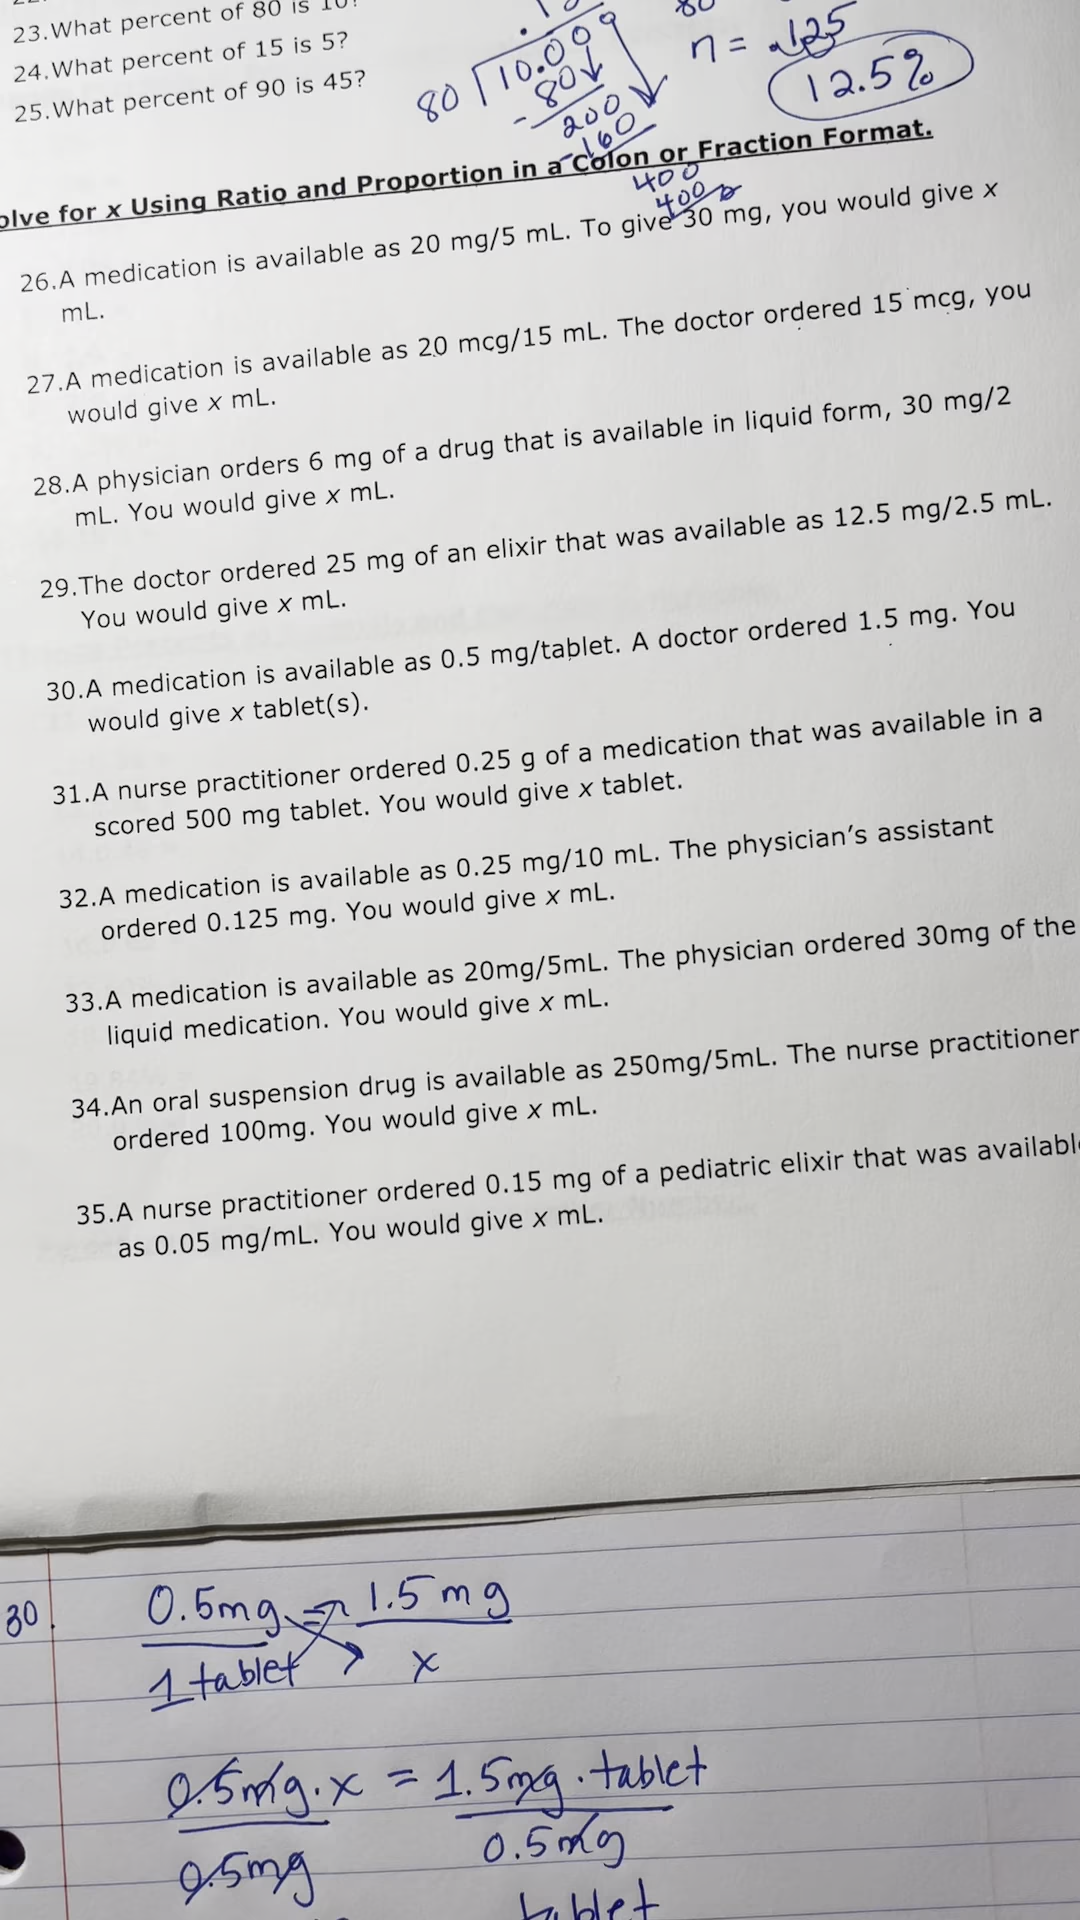 23.What percent of 80 is 10?
24.What percent of 15 is 5?
25.What percent of 90 is 45?
80 10.00
- 80
200
-160
400
400
n = .125
12.5%
olve for x Using Ratio and Proportion in a Colon or Fraction Format.
26.A medication is available as 20 mg/5 mL. To give 30 mg, you would give x
mL.
27.A medication is available as 20 mcg/15 mL. The doctor ordered 15 mcg, you
would give x mL.
28.A physician orders 6 mg of a drug that is available in liquid form, 30 mg/2
mL. You would give x mL.
29.The doctor ordered 25 mg of an elixir that was available as 12.5 mg/2.5 mL.
You would give x mL.
30.A medication is available as 0.5 mg/tablet. A doctor ordered 1.5 mg. You
would give x tablet(s).
31.A nurse practitioner ordered 0.25 g of a medication that was available in a
scored 500 mg tablet. You would give x tablet.
32.A medication is available as 0.25 mg/10 mL. The physician's assistant
ordered 0.125 mg. You would give x mL.
33.A medication is available as 20mg/5mL. The physician ordered 30mg of the
liquid medication. You would give x mL.
34.An oral suspension drug is available as 250mg/5mL. The nurse practitioner
ordered 100mg. You would give x mL.
35.A nurse practitioner ordered 0.15 mg of a pediatric elixir that was available
as 0.05 mg/mL. You would give x mL.
30. 0.5mg = 1.5 mg
1 tablet x
0.5mg·x = 1.5mg·tablet
0.5mg 0.5mg
tablet